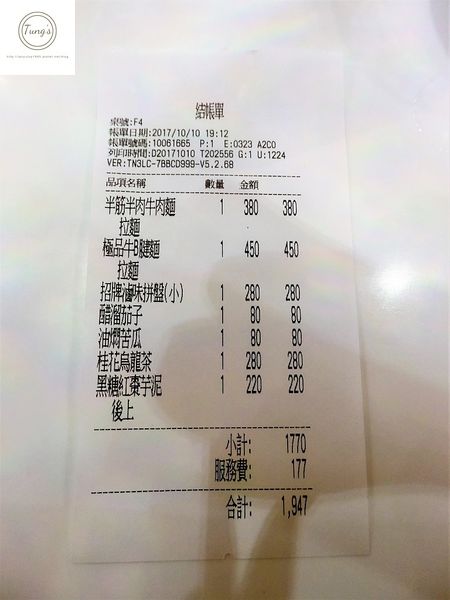 Tung's
結帳單
桌號:F4
帳單日期:2017/10/10 19:12
帳單號碼:10061665 P:1 E:0323 A2C0
列印時間:D20171010 T202556 G:1 U:1224
VER:TN3LC-7BBCD999-V5.2.68
品項名稱 數量 金額
半筋半肉牛肉麵 1 380 380
拉麵
極品牛腱麵 1 450 450
拉麵
招牌滷味拼盤(小) 1 280 280
醋溜茄子 1 80 80
油燜苦瓜 1 80 80
桂花烏龍茶 1 280 280
黑糖紅棗芋泥 1 220 220
後上
小計: 1770
服務費: 177
合計: 1,947